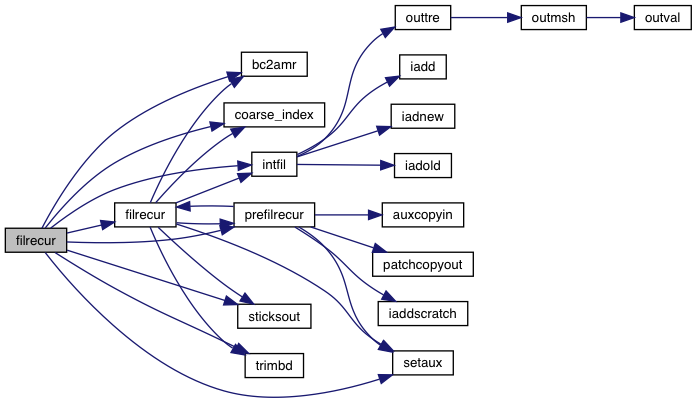 outtre
outmsh
outval
bc2amr
iadd
coarse_index
iadnew
intfil
iadold
filrecur
prefilrecur
auxcopyin
filrecur
patchcopyout
sticksout
iaddscratch
trimbd
setaux